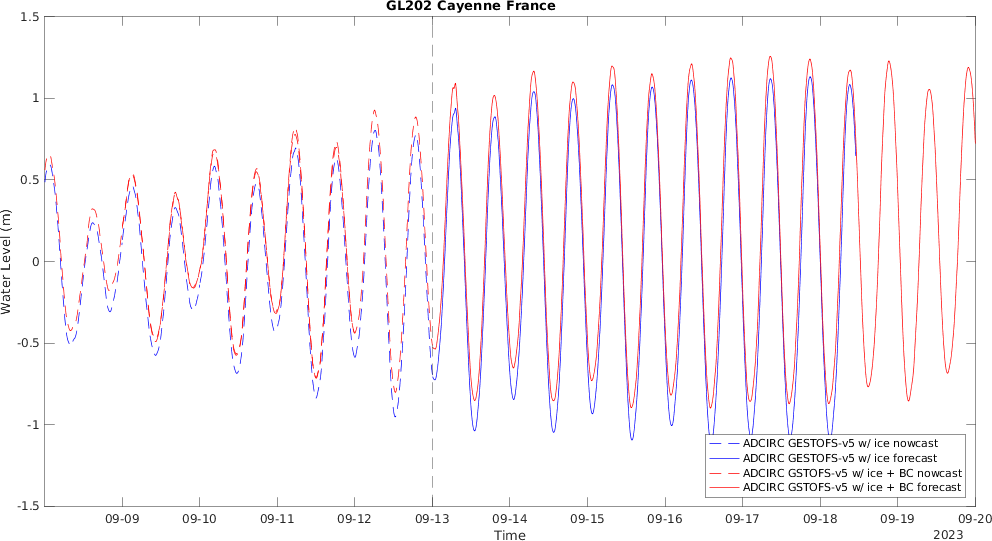 GL202 Cayenne France
1.5
1
0.5
0
-0.5
-1
-1.5
Water Level (m)
ADCIRC GESTOFS-v5 w/ ice nowcast
ADCIRC GESTOFS-v5 w/ ice forecast
ADCIRC GSTOFS-v5 w/ ice + BC nowcast
ADCIRC GSTOFS-v5 w/ ice + BC forecast
09-09 09-10 09-11 09-12 09-13 09-14 09-15 09-16 09-17 09-18 09-19 09-20
Time
2023